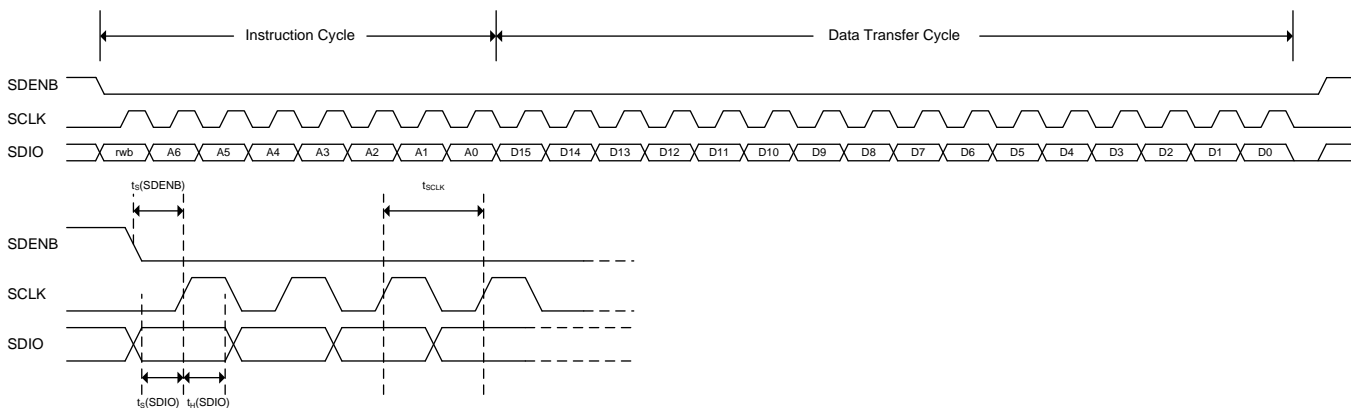 Instruction Cycle Data Transfer Cycle
SDENB
SCLK
SDIO rwb A6 A5 A4 A3 A2 A1 A0 D15 D14 D13 D12 D11 D10 D9 D8 D7 D6 D5 D4 D3 D2 D1 D0
tS(SDENB) tSCLK
SDENB
SCLK
SDIO
tS(SDIO) tH(SDIO)